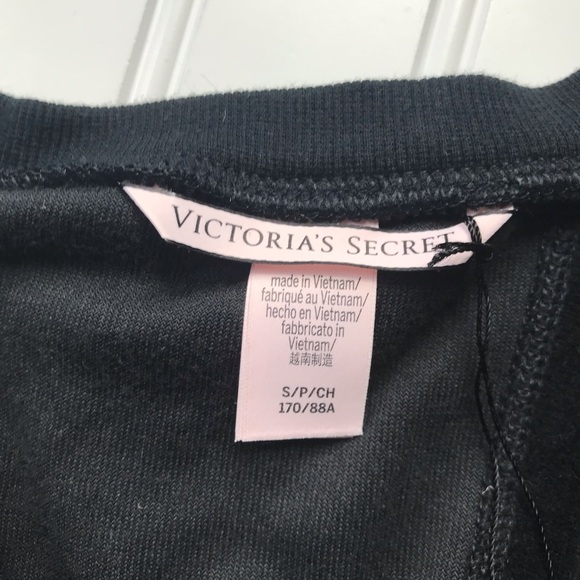 VICTORIA'S SECRET
made in Vietnam/
fabriqué au Vietnam/
hecho en Vietnam/
fabbricato in
Vietnam/
越南制造
S/P/CH
170/88A